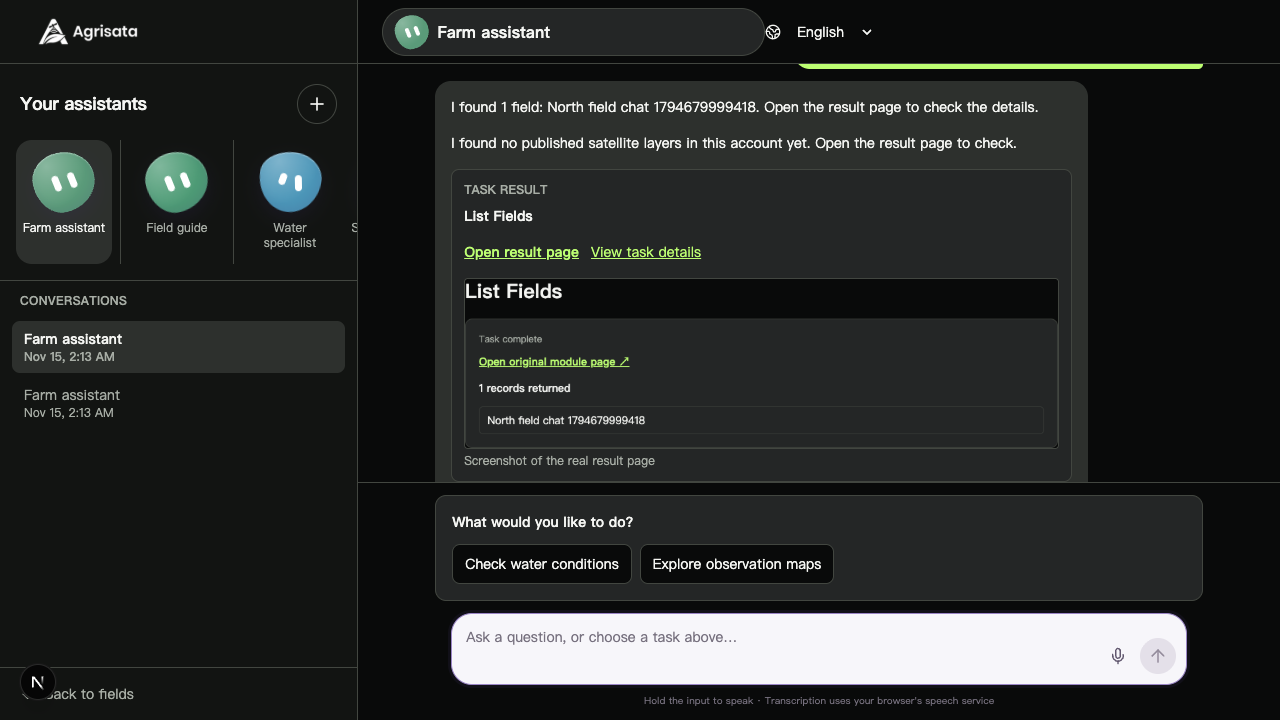 Agrisata
Farm assistant
English
Your assistants
Farm assistant
Field guide
Water
specialist
S
CONVERSATIONS
Farm assistant
Nov 15, 2:13 AM
Farm assistant
Nov 15, 2:13 AM
N
ack to fields
I found 1 field: North field chat 1794679999418. Open the result page to check the details.
I found no published satellite layers in this account yet. Open the result page to check.
TASK RESULT
List Fields
Open result page View task details
List Fields
Task complete
Open original module page ↗
1 records returned
North field chat 1794679999418
Screenshot of the real result page
What would you like to do?
Check water conditions
Explore observation maps
Ask a question, or choose a task above…
Hold the input to speak · Transcription uses your browser's speech service